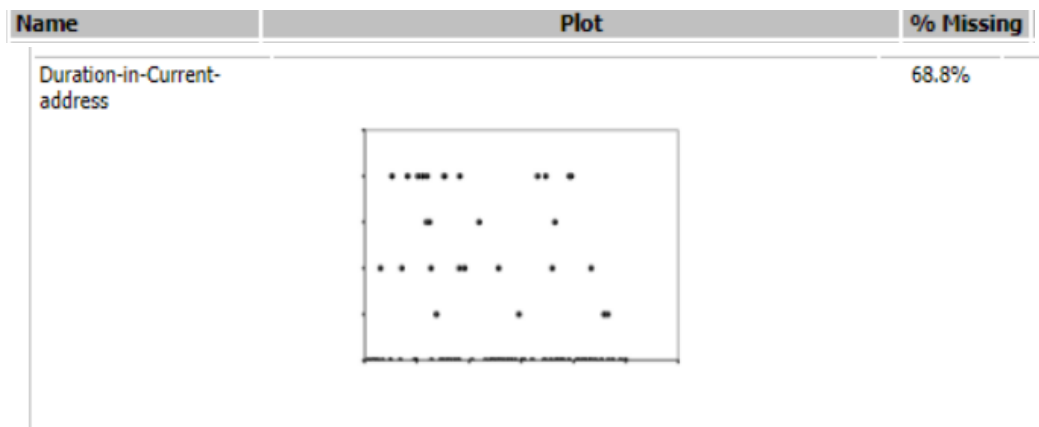 Name Plot % Missing
Duration-in-Current- 68.8%
address